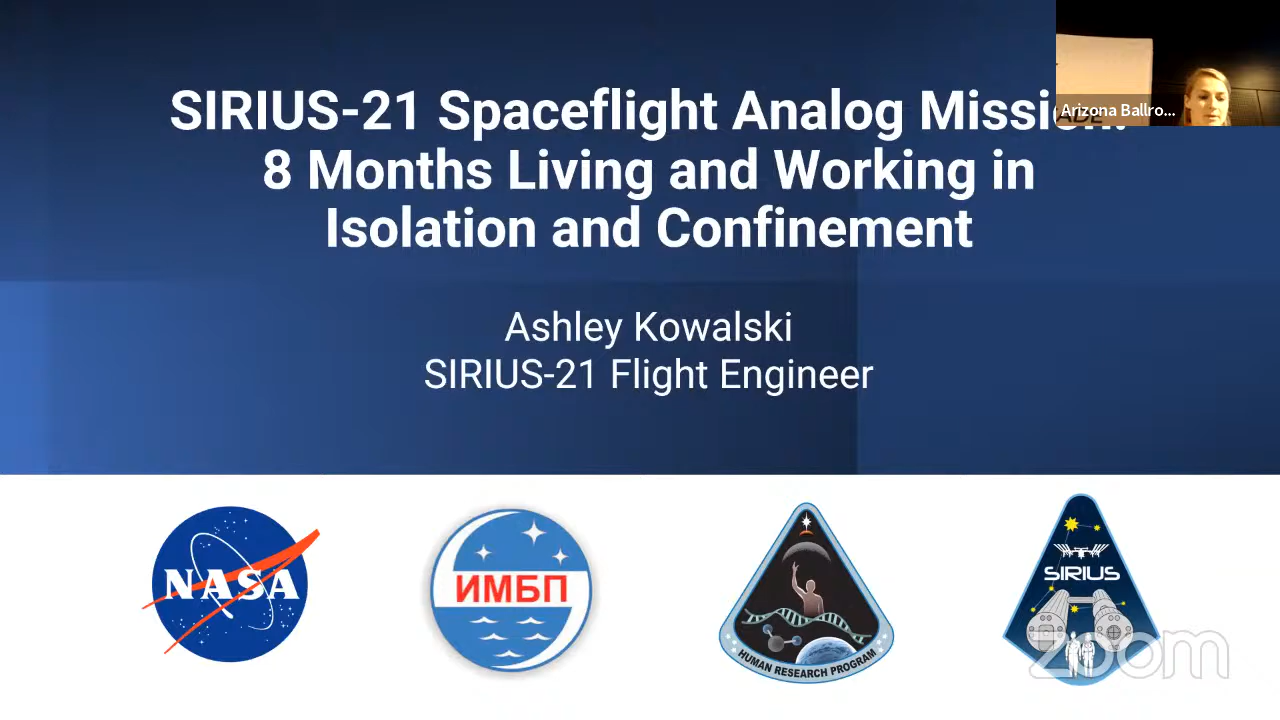 SIRIUS-21 Spaceflight Analog Mission:
8 Months Living and Working in
Isolation and Confinement
Arizona Ballro...
Ashley Kowalski
SIRIUS-21 Flight Engineer
NASA
ИМБП
HUMAN RESEARCH PROGRAM
SIRIUS
zoom